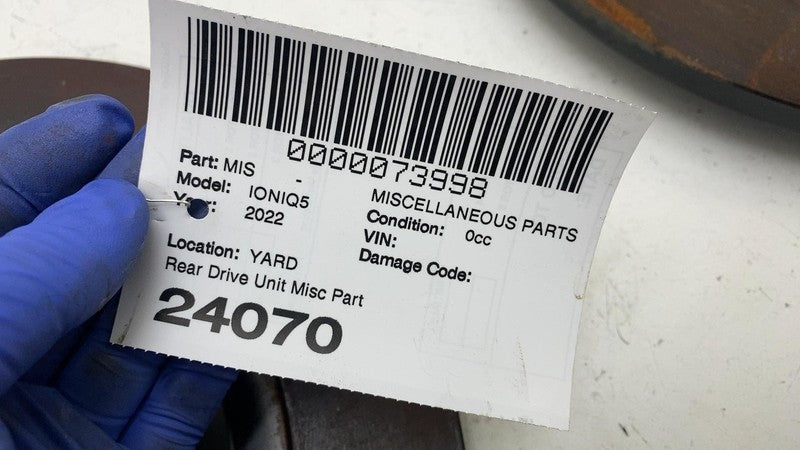 0000073998
Part: MIS - MISCELLANEOUS PARTS
Model: IONIQ5 Condition: 0cc
Year: 2022 VIN:
Damage Code:
Location: YARD
Rear Drive Unit Misc Part
24070